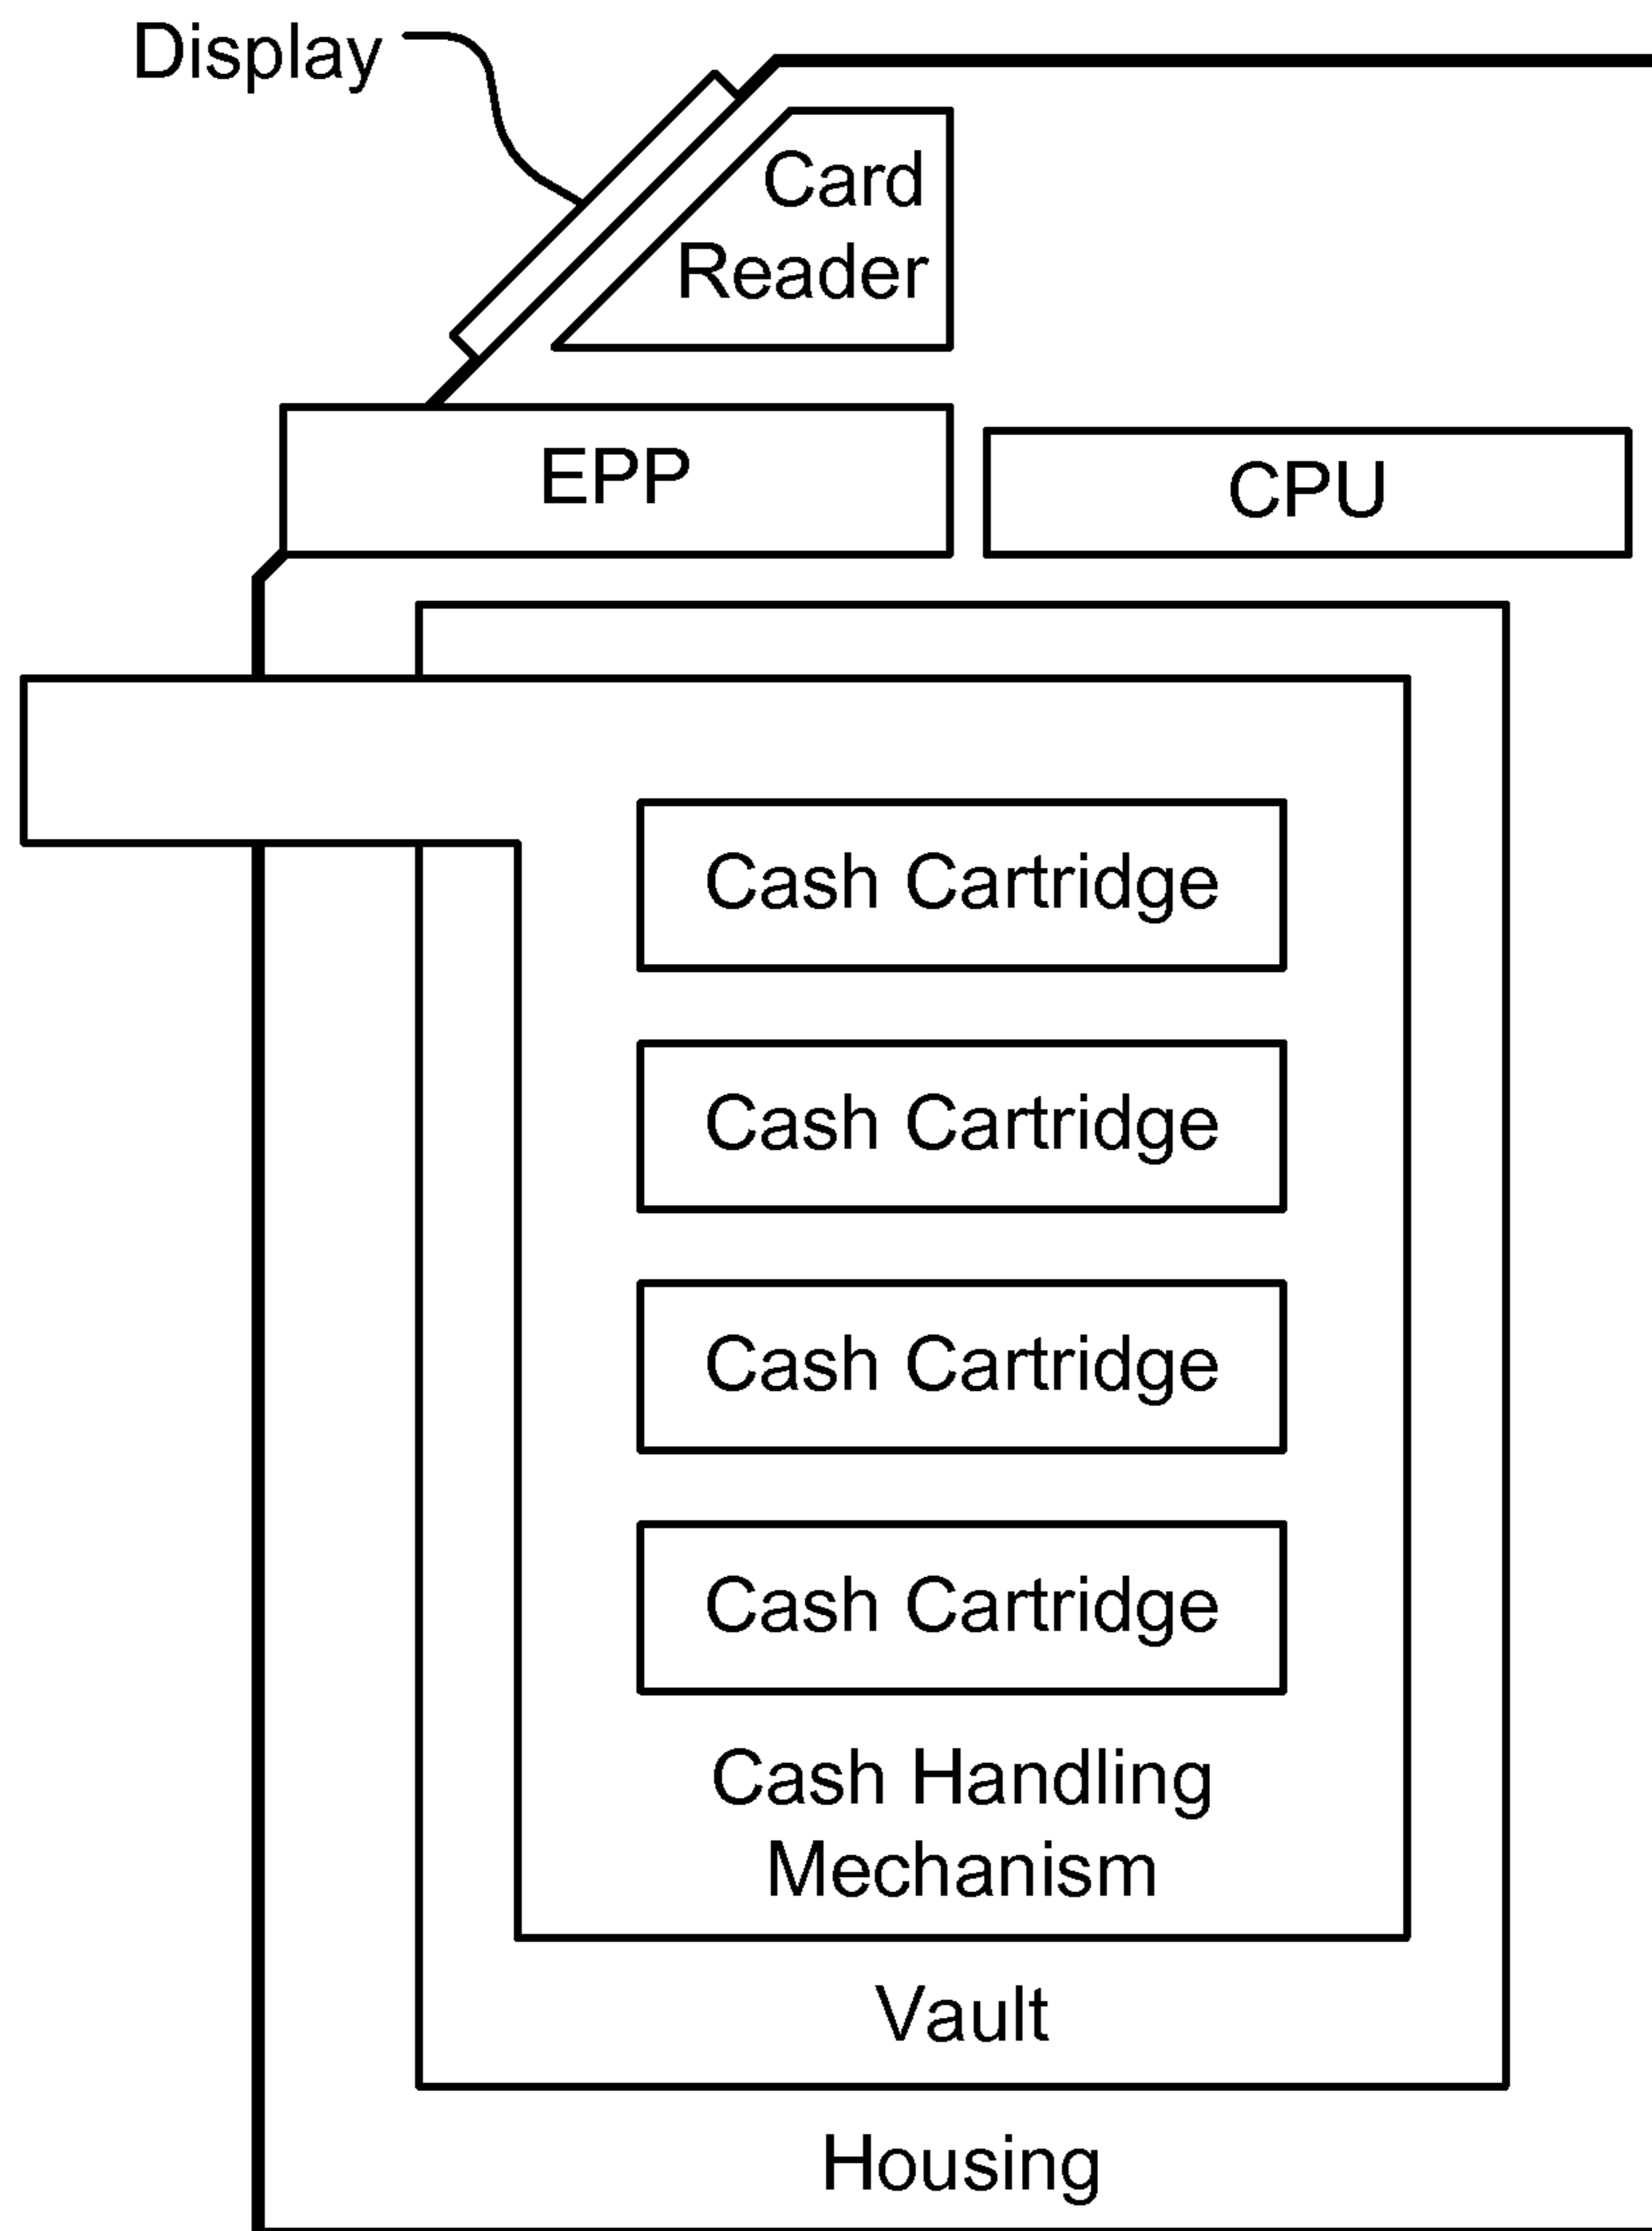 Display
Card
Reader
EPP
CPU
Cash Cartridge
Cash Cartridge
Cash Cartridge
Cash Cartridge
Cash Handling
Mechanism
Vault
Housing